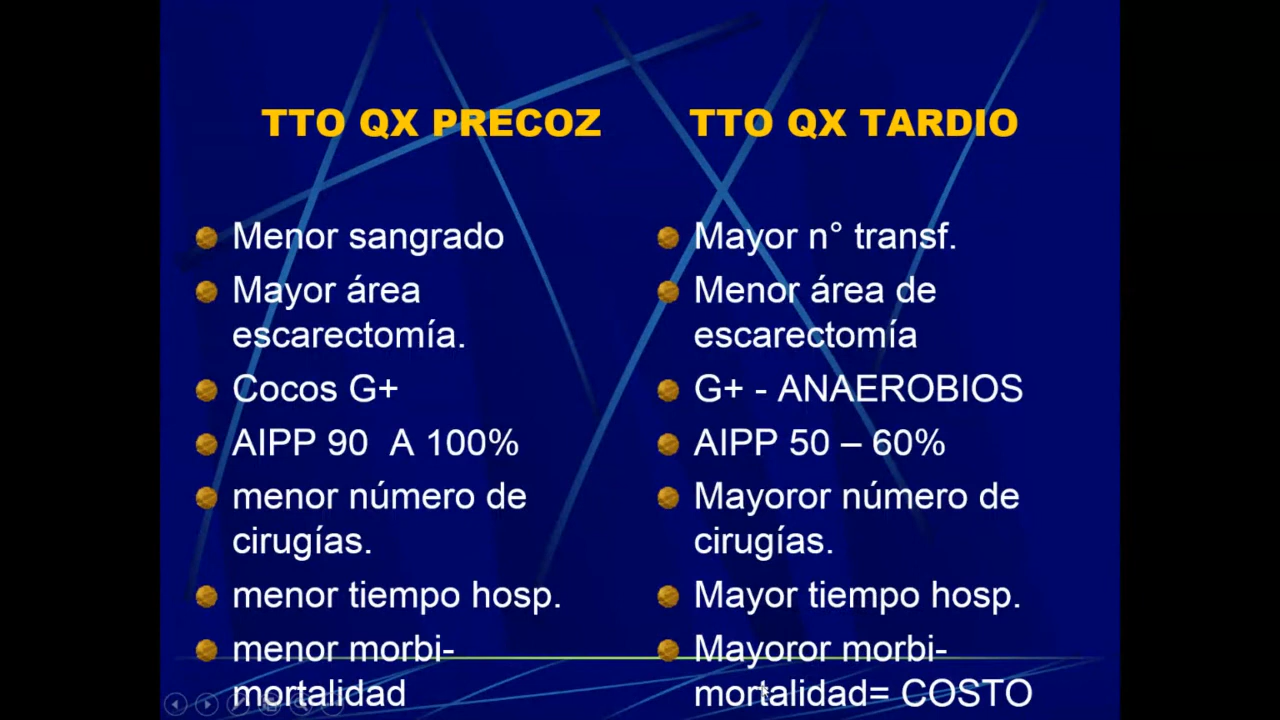 TTO QX PRECOZ
Menor sangrado
Mayor área
escarectomía.
Cocos G+
AIPP 90 A 100%
menor número de
cirugías.
menor tiempo hosp.
menor morbi-
mortalidad
TTO QX TARDIO
Mayor n° transf.
Menor área de
escarectomía
G+ - ANAEROBIOS
AIPP 50 – 60%
Mayoror número de
cirugías.
Mayor tiempo hosp.
Mayoror morbi-
mortalidad= COSTO